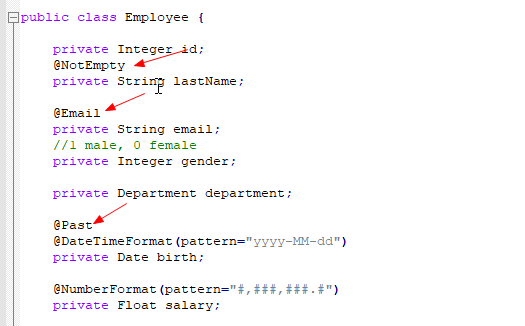 public class Employee {
private Integer id;
@NotEmpty
private String lastName;
@Email
private String email;
//1 male, 0 female
private Integer gender;
private Department department;
@Past
@DateTimeFormat(pattern="yyyy-MM-dd")
private Date birth;
@NumberFormat(pattern="#,###,###.#")
private Float salary;